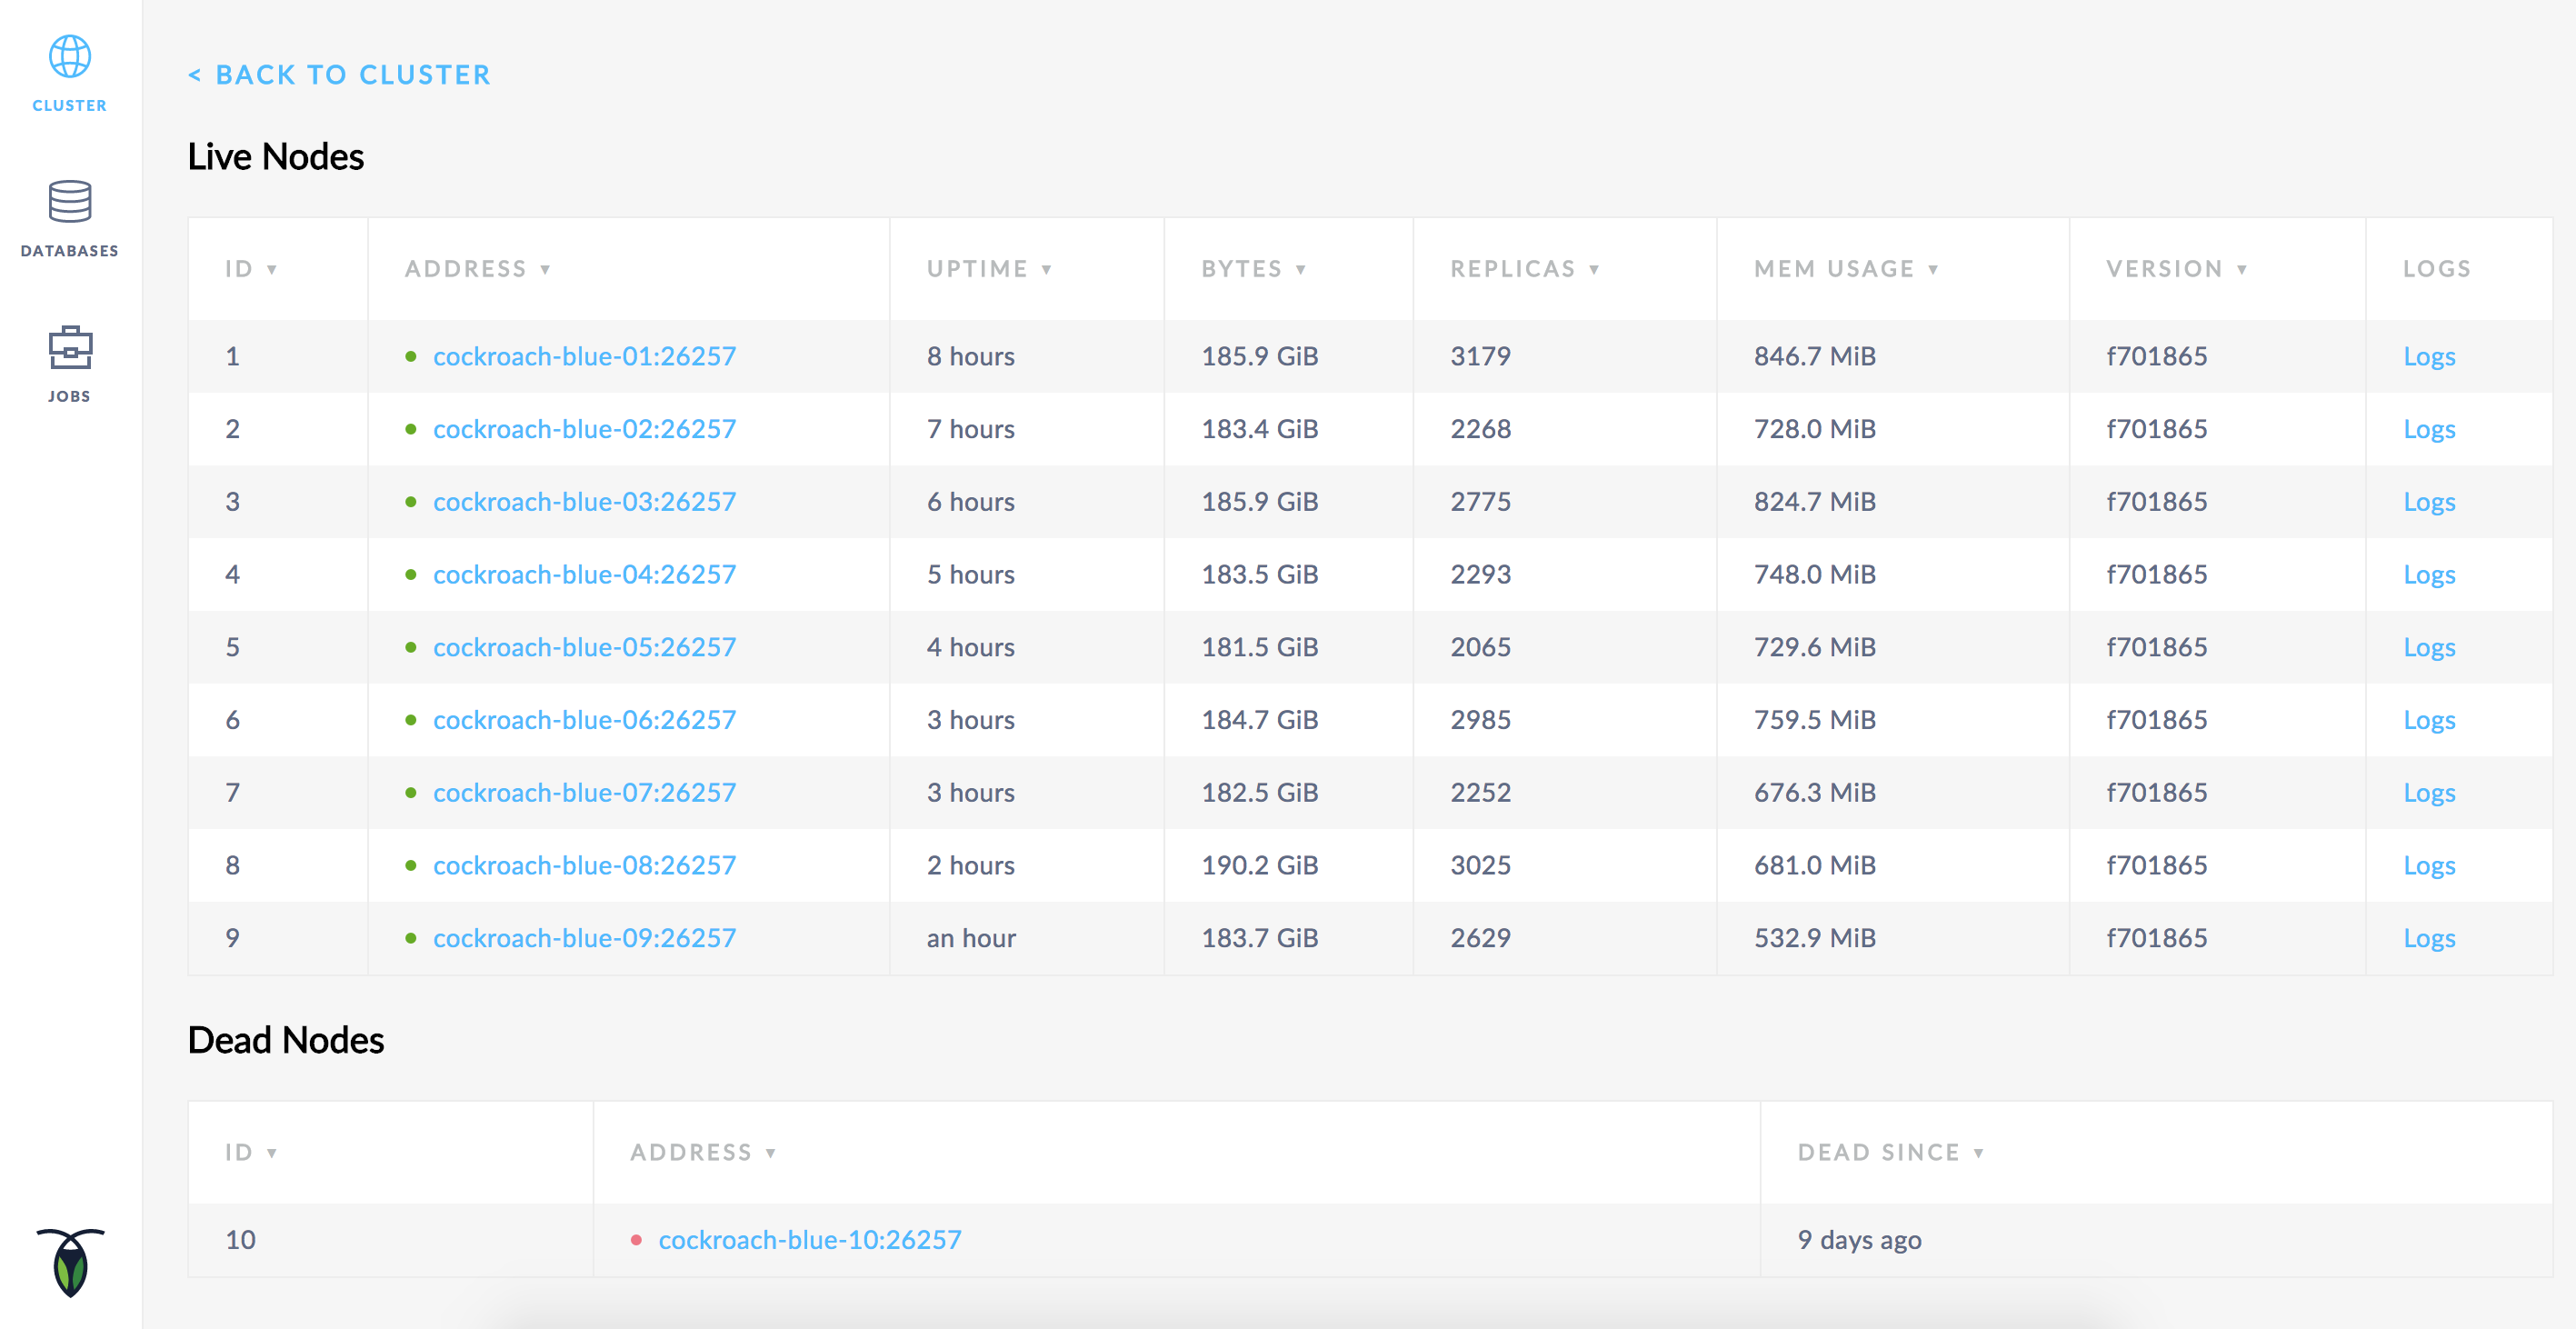 CLUSTER
DATABASES
JOBS
< BACK TO CLUSTER
Live Nodes
ID ▼ ADDRESS ▼ UPTIME ▼ BYTES ▼ REPLICAS ▼ MEM USAGE ▼ VERSION ▼ LOGS
1 cockroach-blue-01:26257 8 hours 185.9 GiB 3179 846.7 MiB f701865 Logs
2 cockroach-blue-02:26257 7 hours 183.4 GiB 2268 728.0 MiB f701865 Logs
3 cockroach-blue-03:26257 6 hours 185.9 GiB 2775 824.7 MiB f701865 Logs
4 cockroach-blue-04:26257 5 hours 183.5 GiB 2293 748.0 MiB f701865 Logs
5 cockroach-blue-05:26257 4 hours 181.5 GiB 2065 729.6 MiB f701865 Logs
6 cockroach-blue-06:26257 3 hours 184.7 GiB 2985 759.5 MiB f701865 Logs
7 cockroach-blue-07:26257 3 hours 182.5 GiB 2252 676.3 MiB f701865 Logs
8 cockroach-blue-08:26257 2 hours 190.2 GiB 3025 681.0 MiB f701865 Logs
9 cockroach-blue-09:26257 an hour 183.7 GiB 2629 532.9 MiB f701865 Logs
Dead Nodes
ID ▼ ADDRESS ▼ DEAD SINCE ▼
10 cockroach-blue-10:26257 9 days ago